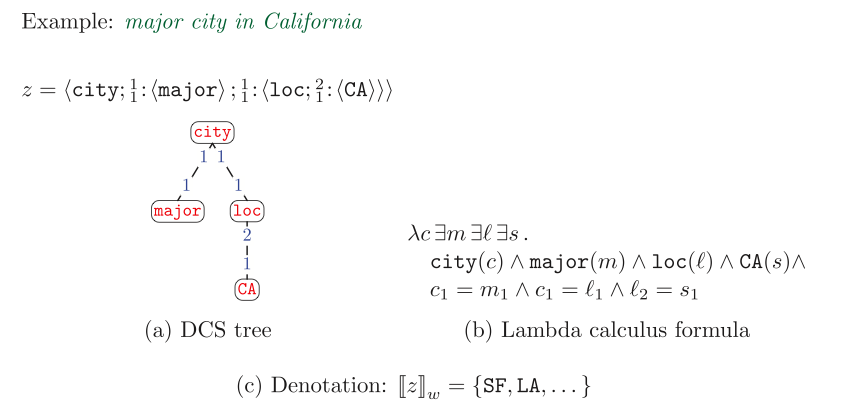 Example: major city in California
z = ⟨city; 1/1:⟨major⟩; 1/1:⟨loc; 2/1:⟨CA⟩⟩⟩
city
1 1
1 1
major loc
2
1
CA
λc ∃m ∃ℓ ∃s .
city(c) ∧ major(m) ∧ loc(ℓ) ∧ CA(s)∧
c₁ = m₁ ∧ c₁ = ℓ₁ ∧ ℓ₂ = s₁
(a) DCS tree
(b) Lambda calculus formula
(c) Denotation: ⟦z⟧w = {SF, LA, . . .}